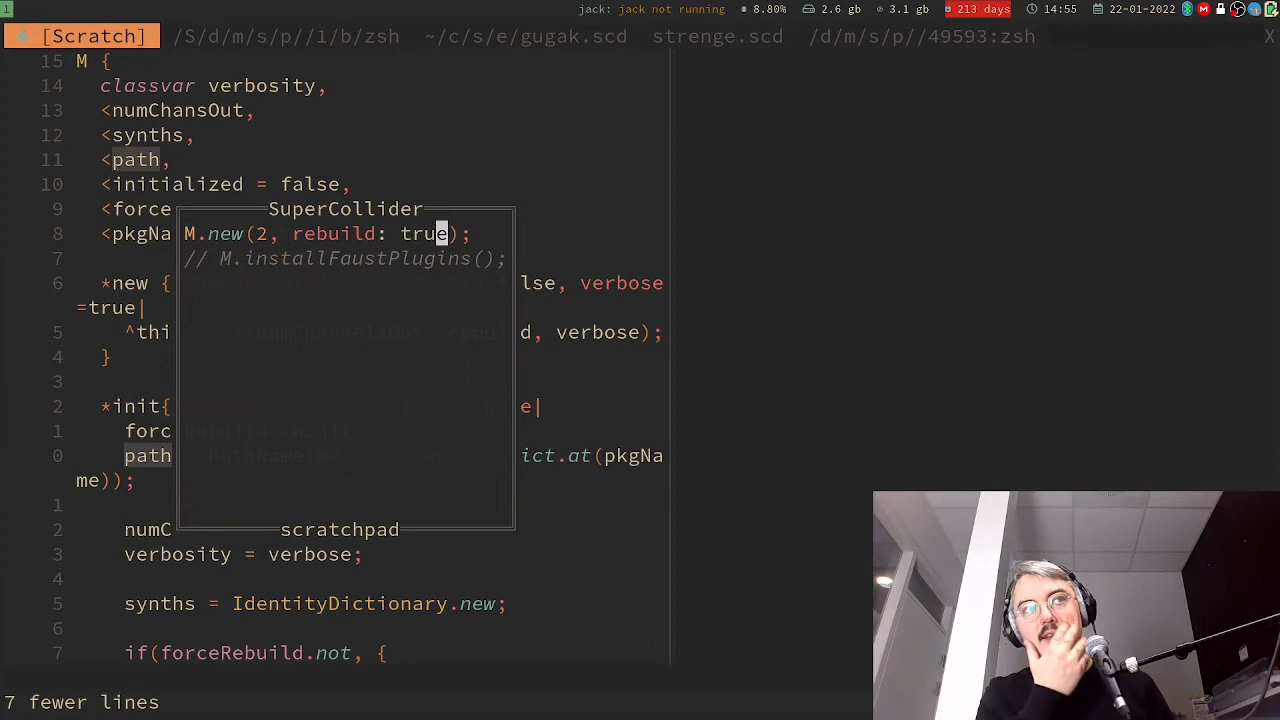 1 jack: jack not running 8.80% 2.6 gb 3.1 gb 213 days 14:55 22-01-2022
4 [Scratch] /S/d/m/s/p//1/b/zsh ~/c/s/e/gugak.scd strenge.scd /d/m/s/p//49593:zsh X
15 M {
14 classvar verbosity,
13 <numChansOut,
12 <synths,
11 <path,
10 <initialized = false,
9 <force
8 <pkgNa
7
6 *new { lse, verbose
=true|
5 ^thi d, verbose);
4 }
3
2 *init{ e|
1 forc
0 path ict.at(pkgNa
me));
1
2 numC
3 verbosity = verbose;
4
5 synths = IdentityDictionary.new;
6
7 if(forceRebuild.not, {
SuperCollider
M.new(2, rebuild: true);
// M.installFaustPlugins();
scratchpad
7 fewer lines